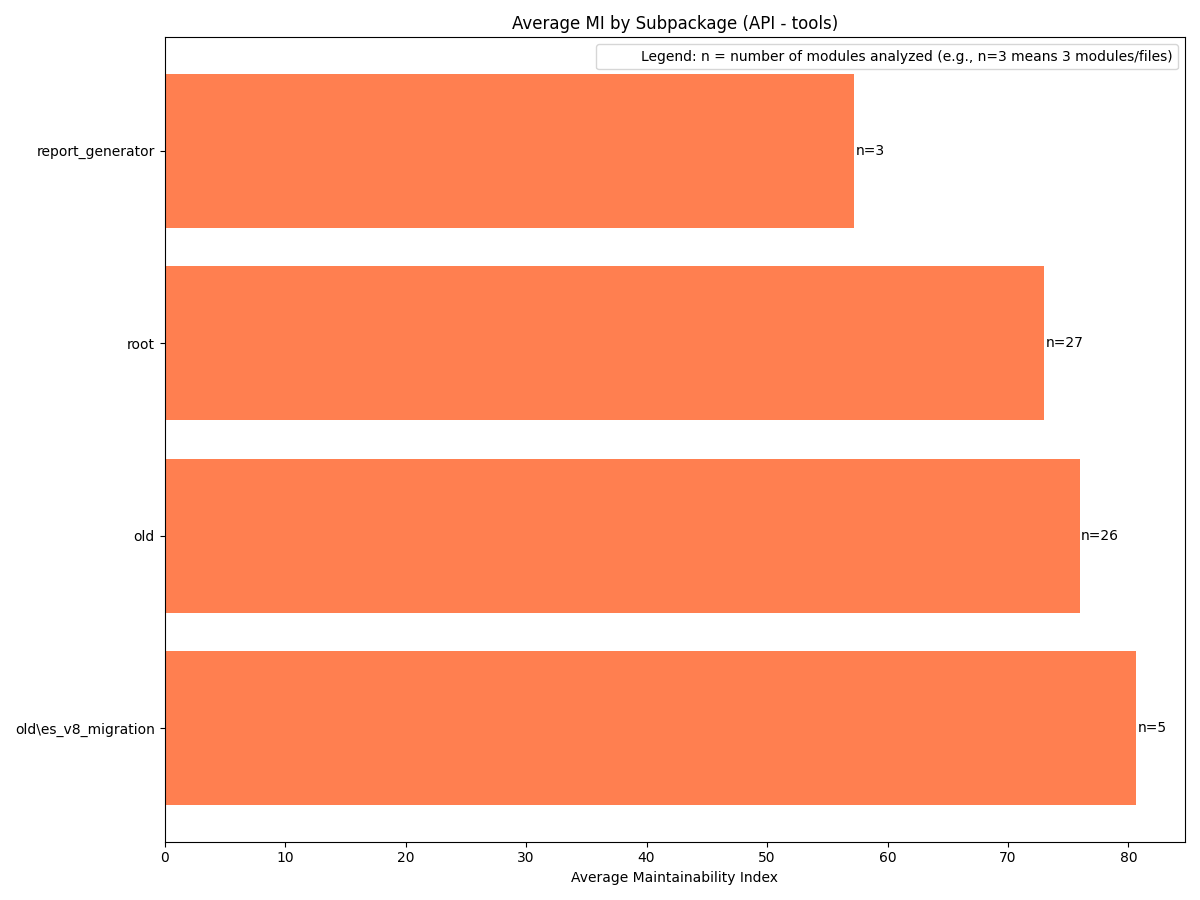 Average MI by Subpackage (API - tools)
Legend: n = number of modules analyzed (e.g., n=3 means 3 modules/files)
report_generator
n=3
root
n=27
old
n=26
old\es_v8_migration
n=5
0 10 20 30 40 50 60 70 80
Average Maintainability Index